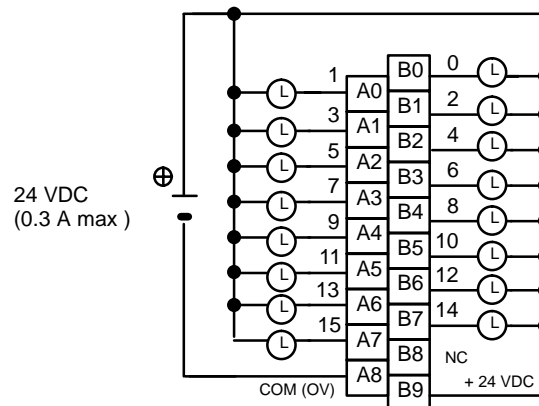 B0 0 L
1 L A0
B1 2 L
3 L A1
B2 4 L
5 L A2
B3 6 L
7 L A3
24 VDC
(0.3 A max )
B4 8 L
9 L A4
B5 10 L
11 L A5
B6 12 L
13 L A6
B7 14 L
15 L A7
B8 NC
COM (OV) A8
B9 + 24 VDC